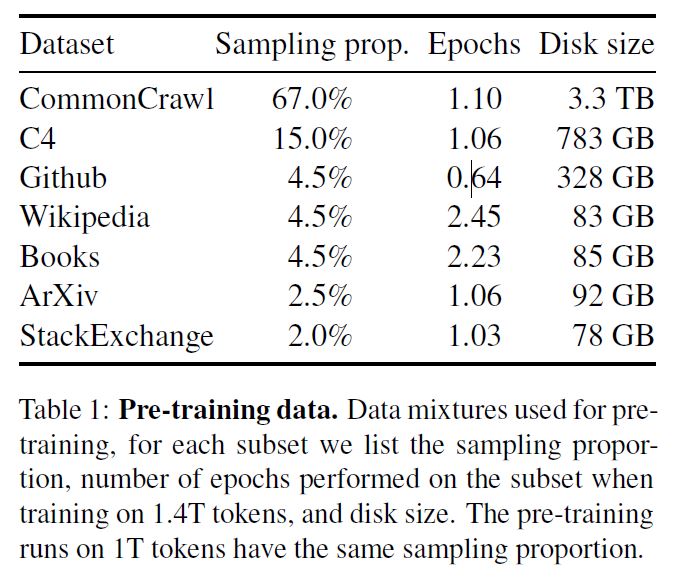 Dataset Sampling prop. Epochs Disk size
CommonCrawl 67.0% 1.10 3.3 TB
C4 15.0% 1.06 783 GB
Github 4.5% 0.64 328 GB
Wikipedia 4.5% 2.45 83 GB
Books 4.5% 2.23 85 GB
ArXiv 2.5% 1.06 92 GB
StackExchange 2.0% 1.03 78 GB
Table 1: Pre-training data. Data mixtures used for pre-
training, for each subset we list the sampling propor-
tion, number of epochs performed on the subset when
training on 1.4T tokens, and disk size. The pre-training
runs on 1T tokens have the same sampling proportion.